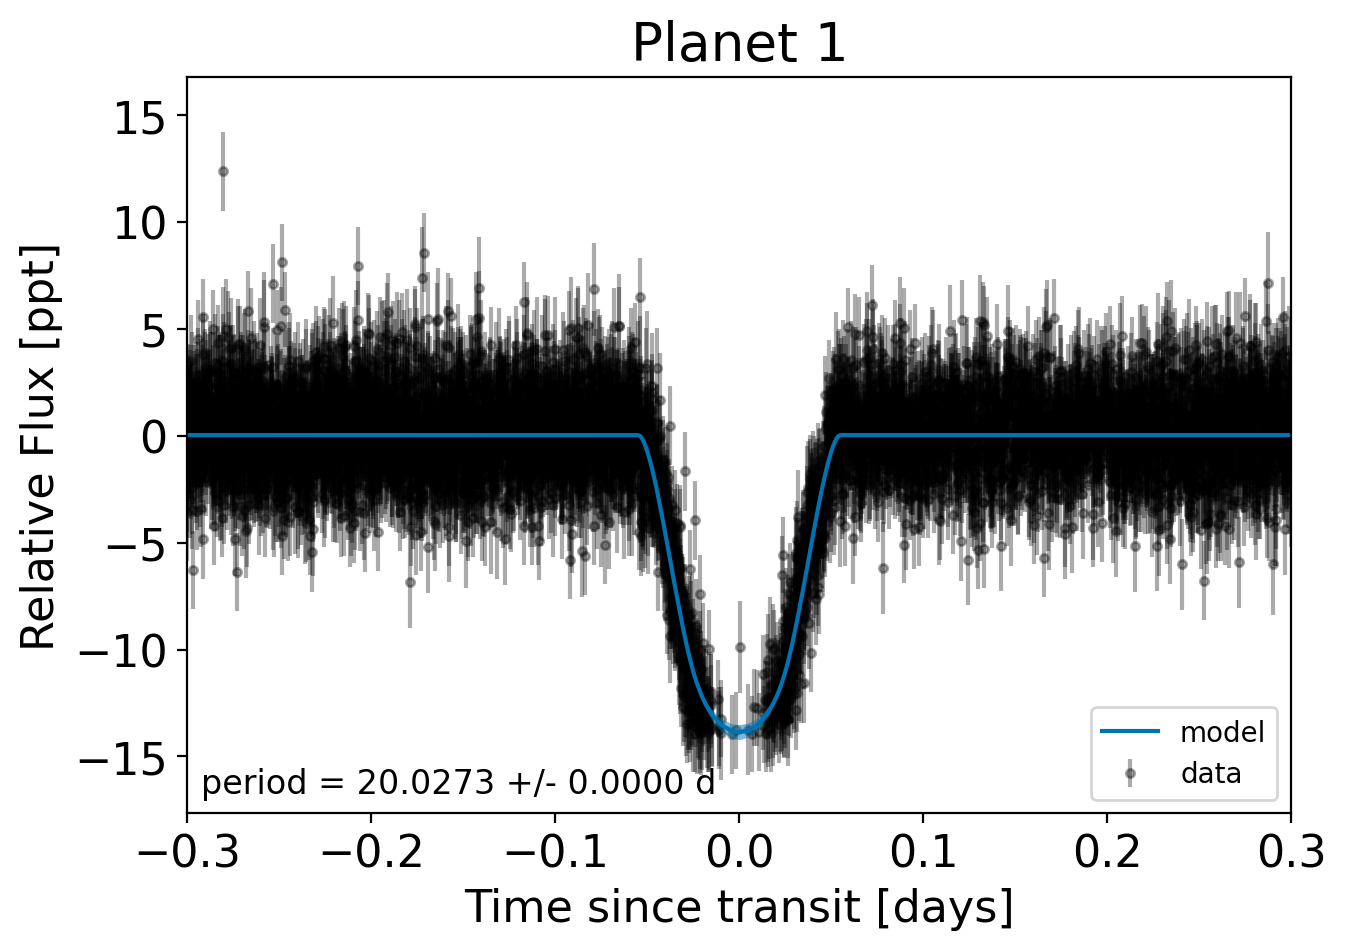 Planet 1
Relative Flux [ppt]
15
10
5
0
−5
−10
−15
period = 20.0273 +/- 0.0000 d
model
data
−0.3
−0.2
−0.1
0.0
0.1
0.2
0.3
Time since transit [days]